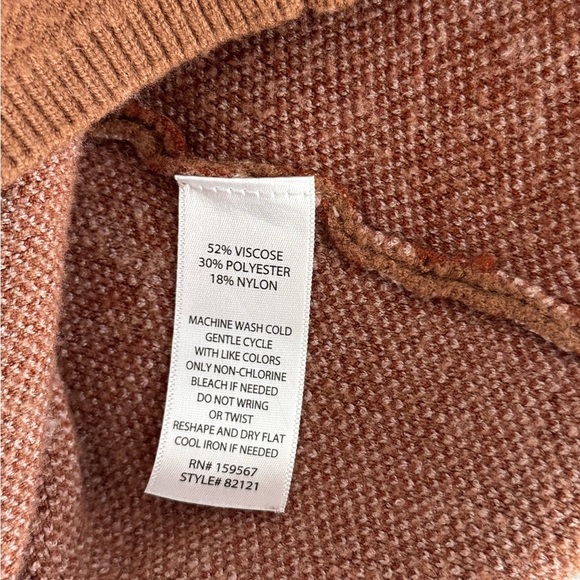 52% VISCOSE
30% POLYESTER
18% NYLON
MACHINE WASH COLD
GENTLE CYCLE
WITH LIKE COLORS
ONLY NON-CHLORINE
BLEACH IF NEEDED
DO NOT WRING
OR TWIST
RESHAPE AND DRY FLAT
COOL IRON IF NEEDED
RN# 159567
STYLE# 82121